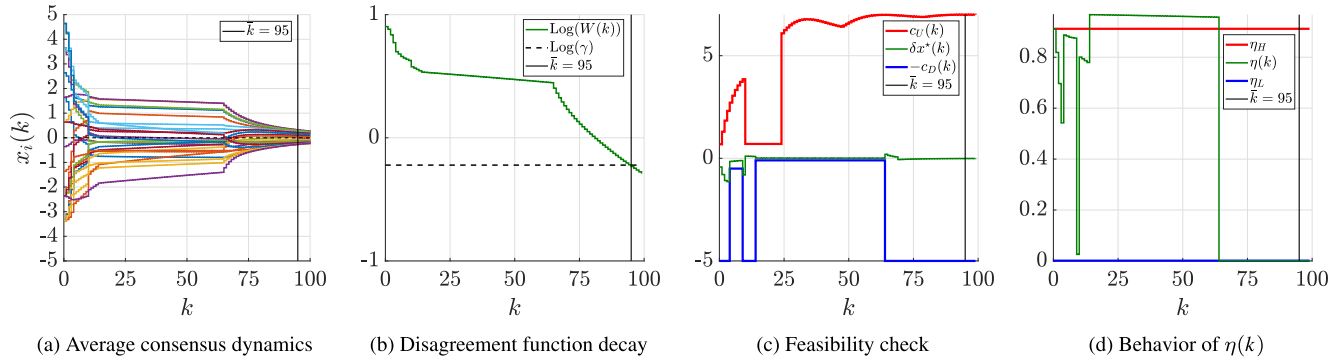 5
4
3
2
1
0
-1
-2
-3
-4
-5
0
25
50
75
100
x_i(k)
k
k̄ = 95
(a) Average consensus dynamics
1
0
-1
0
25
50
75
100
k
Log(W(k))
Log(γ)
k̄ = 95
(b) Disagreement function decay
5
0
-5
0
25
50
75
100
k
c_U(k)
δx*(k)
−c_D(k)
k̄ = 95
(c) Feasibility check
0.8
0.6
0.4
0.2
0
0
25
50
75
100
k
η_H
η(k)
η_L
k̄ = 95
(d) Behavior of η(k)